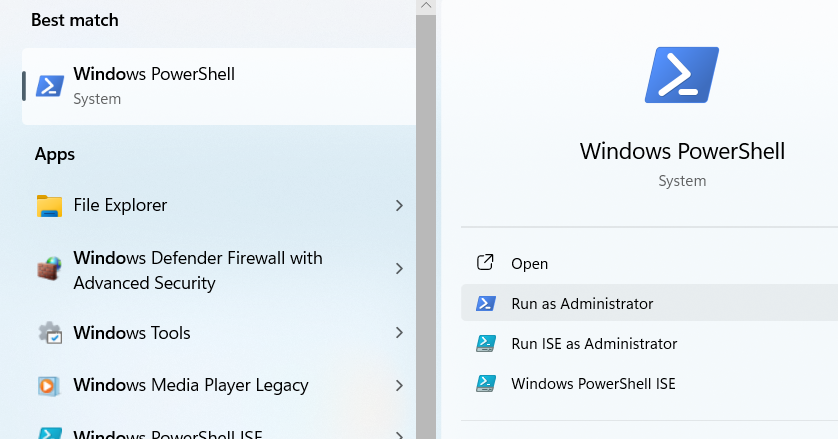 Best match
Windows PowerShell
System
Apps
File Explorer
Windows Defender Firewall with
Advanced Security
Windows Tools
Windows Media Player Legacy
Windows PowerShell ISE
Windows PowerShell
System
Open
Run as Administrator
Run ISE as Administrator
Windows PowerShell ISE